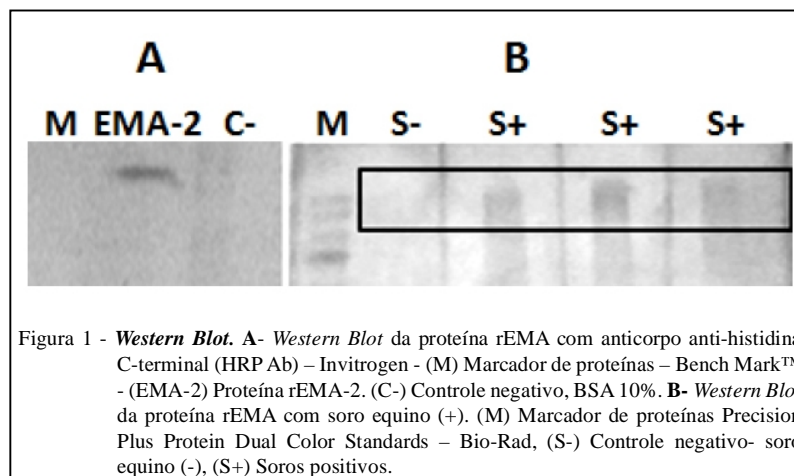 A B
M EMA-2 C- M S- S+ S+ S+
Figura 1 - Western Blot. A- Western Blot da proteína rEMA com anticorpo anti-histidina
C-terminal (HRP Ab) – Invitrogen - (M) Marcador de proteínas – Bench Mark™
- (EMA-2) Proteína rEMA-2. (C-) Controle negativo, BSA 10%. B- Western Blo
da proteína rEMA com soro equino (+). (M) Marcador de proteínas Precision
Plus Protein Dual Color Standards – Bio-Rad, (S-) Controle negativo- soro
equino (-), (S+) Soros positivos.